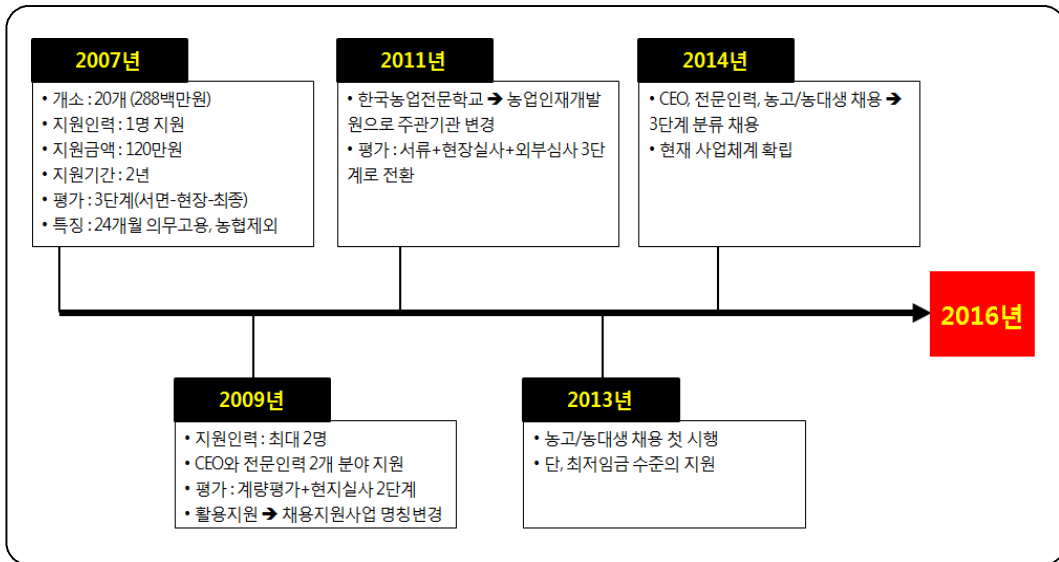 2007년
• 개소 : 20개 (288백만원)
• 지원인력 : 1명 지원
• 지원금액 : 120만원
• 지원기간 : 2년
• 평가 : 3단계(서면-현장-최종)
• 특징 : 24개월 의무고용, 농협제외
2011년
• 한국농업전문학교 ➔ 농업인재개발
원으로 주관기관 변경
• 평가 : 서류+현장실사+외부심사 3단
계로 전환
2014년
• CEO, 전문인력, 농고/농대생 채용 ➔
3단계 분류 채용
• 현재 사업체계 확립
2016년
2009년
• 지원인력 : 최대 2명
• CEO와 전문인력 2개 분야 지원
• 평가 : 계량평가+현지실사 2단계
• 활용지원 ➔ 채용지원사업 명칭변경
2013년
• 농고/농대생 채용 첫 시행
• 단, 최저임금 수준의 지원